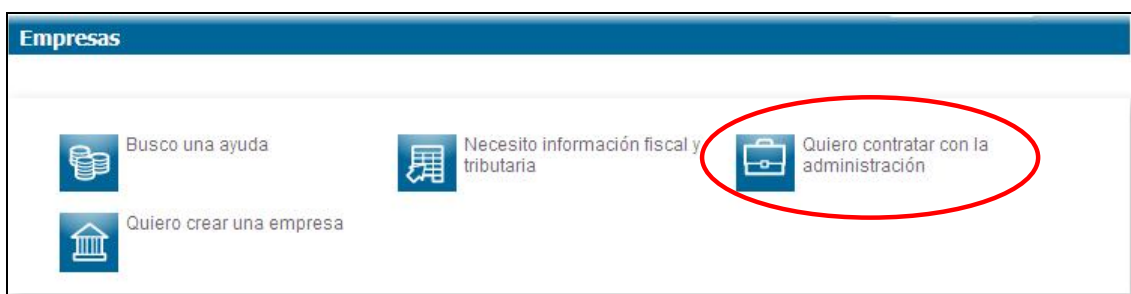 Empresas
Busco una ayuda
Necesito información fiscal y
tributaria
Quiero contratar con la
administración
Quiero crear una empresa